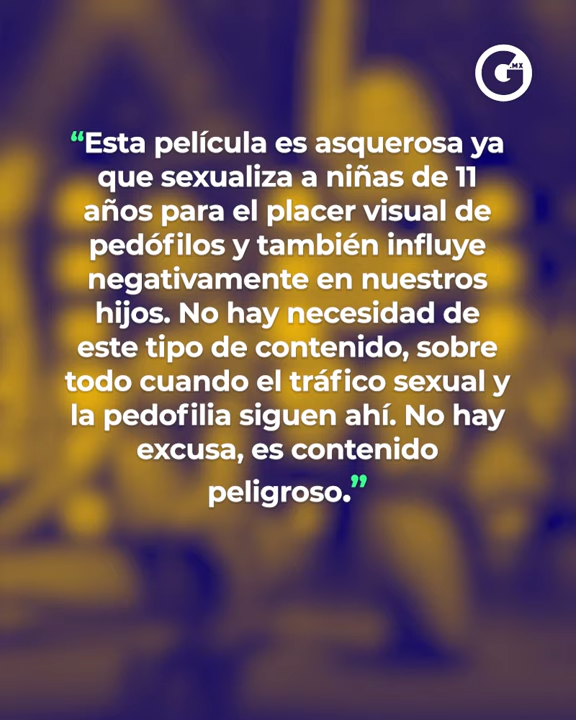 G.MX
“Esta película es asquerosa ya
que sexualiza a niñas de 11
años para el placer visual de
pedófilos y también influye
negativamente en nuestros
hijos. No hay necesidad de
este tipo de contenido, sobre
todo cuando el tráfico sexual y
la pedofilia siguen ahí. No hay
excusa, es contenido
peligroso.”